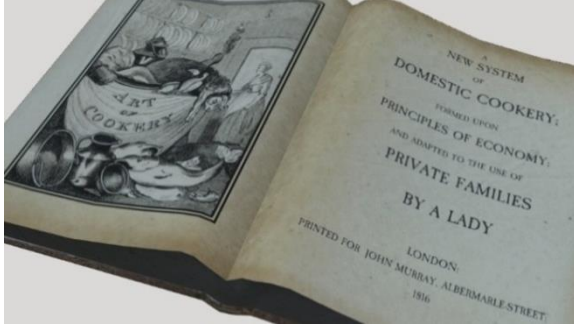 ART
OF
COOKERY
A
NEW SYSTEM
OF
DOMESTIC COOKERY;
FORMED UPON
PRINCIPLES OF ECONOMY;
AND ADAPTED TO THE USE OF
PRIVATE FAMILIES
BY A LADY
LONDON:
PRINTED FOR JOHN MURRAY, ALBERMARLE-STREET;
1816